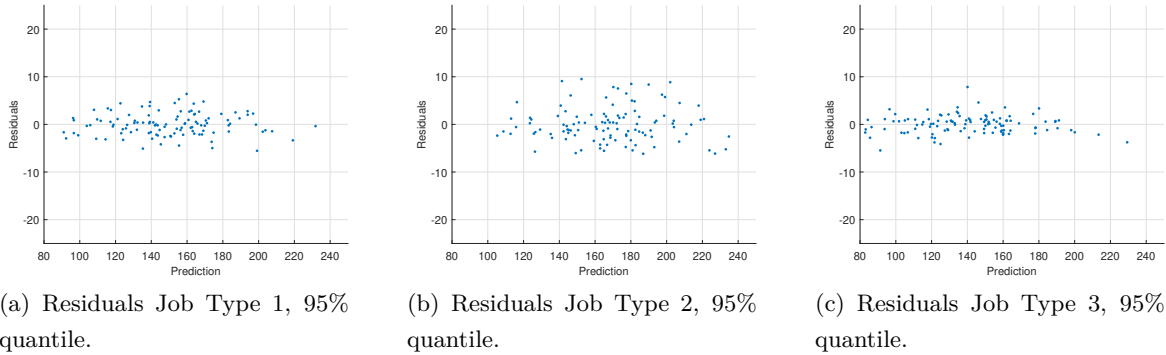 20
10
0
-10
-20
Residuals
80 100 120 140 160 180 200 220 240
Prediction
(a) Residuals Job Type 1, 95%
quantile.
20
10
0
-10
-20
Residuals
80 100 120 140 160 180 200 220 240
Prediction
(b) Residuals Job Type 2, 95%
quantile.
20
10
0
-10
-20
Residuals
80 100 120 140 160 180 200 220 240
Prediction
(c) Residuals Job Type 3, 95%
quantile.